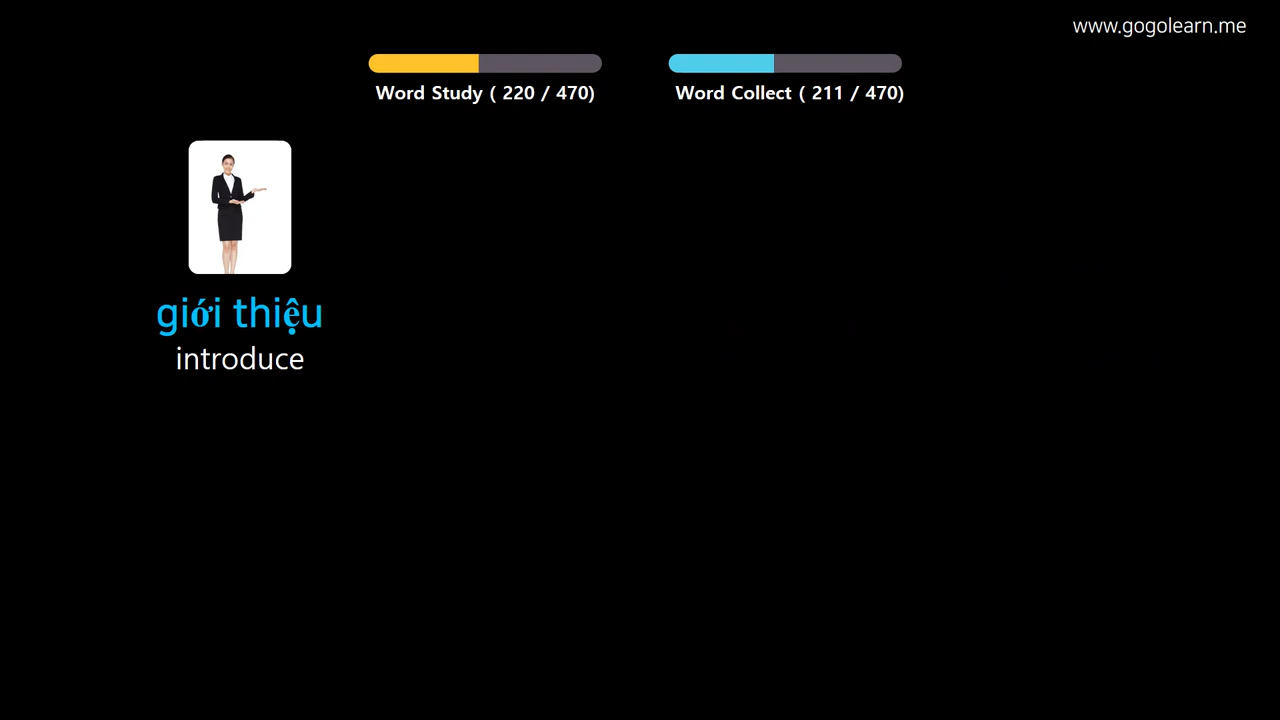 www.gogolearn.me
Word Study ( 220 / 470)
Word Collect ( 211 / 470)
giới thiệu
introduce